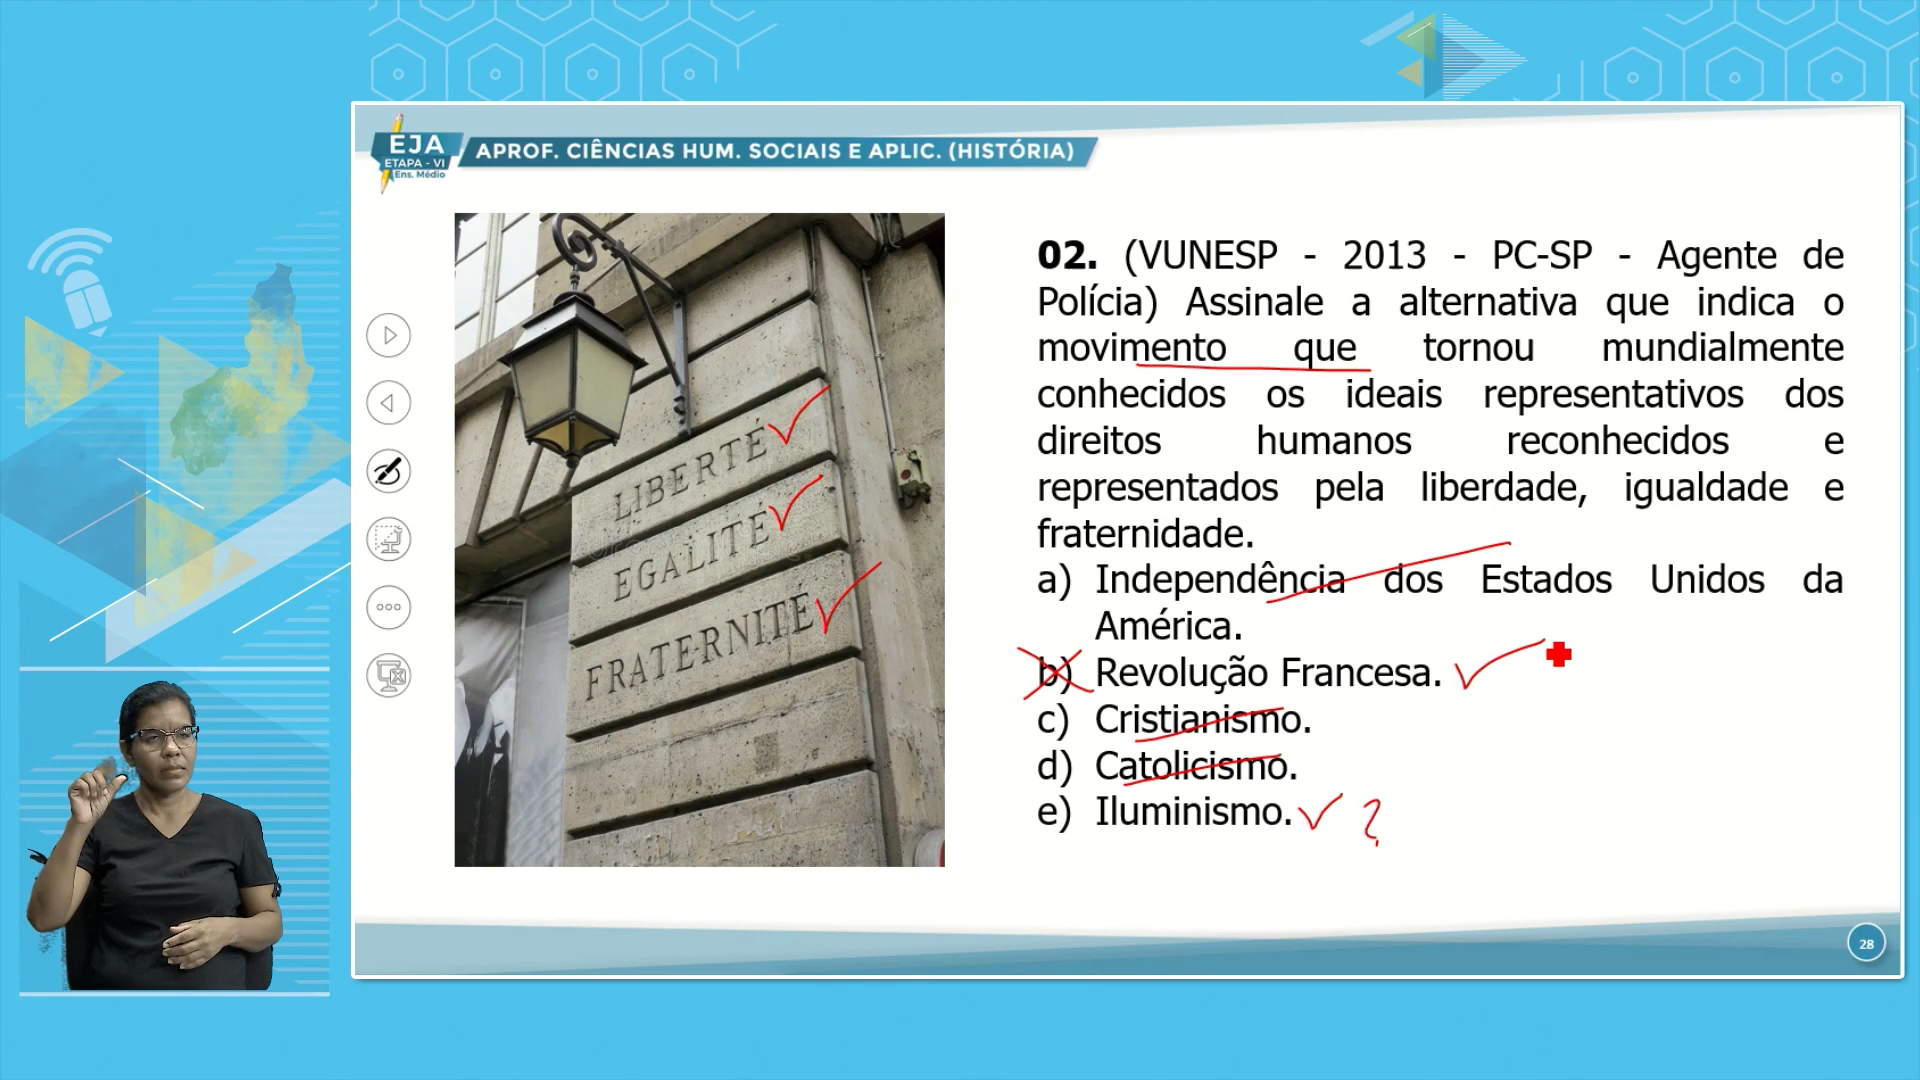 EJA
ETAPA - VI
Ens. Médio
APROF. CIÊNCIAS HUM. SOCIAIS E APLIC. (HISTÓRIA)
LIBERTÉ
EGALITÉ
FRATERNITÉ
02. (VUNESP - 2013 - PC-SP - Agente de
Polícia) Assinale a alternativa que indica o
movimento que tornou mundialmente
conhecidos os ideais representativos dos
direitos humanos reconhecidos e
representados pela liberdade, igualdade e
fraternidade.
a) Independência dos Estados Unidos da
América.
b) Revolução Francesa.
c) Cristianismo.
d) Catolicismo.
e) Iluminismo. ?
28